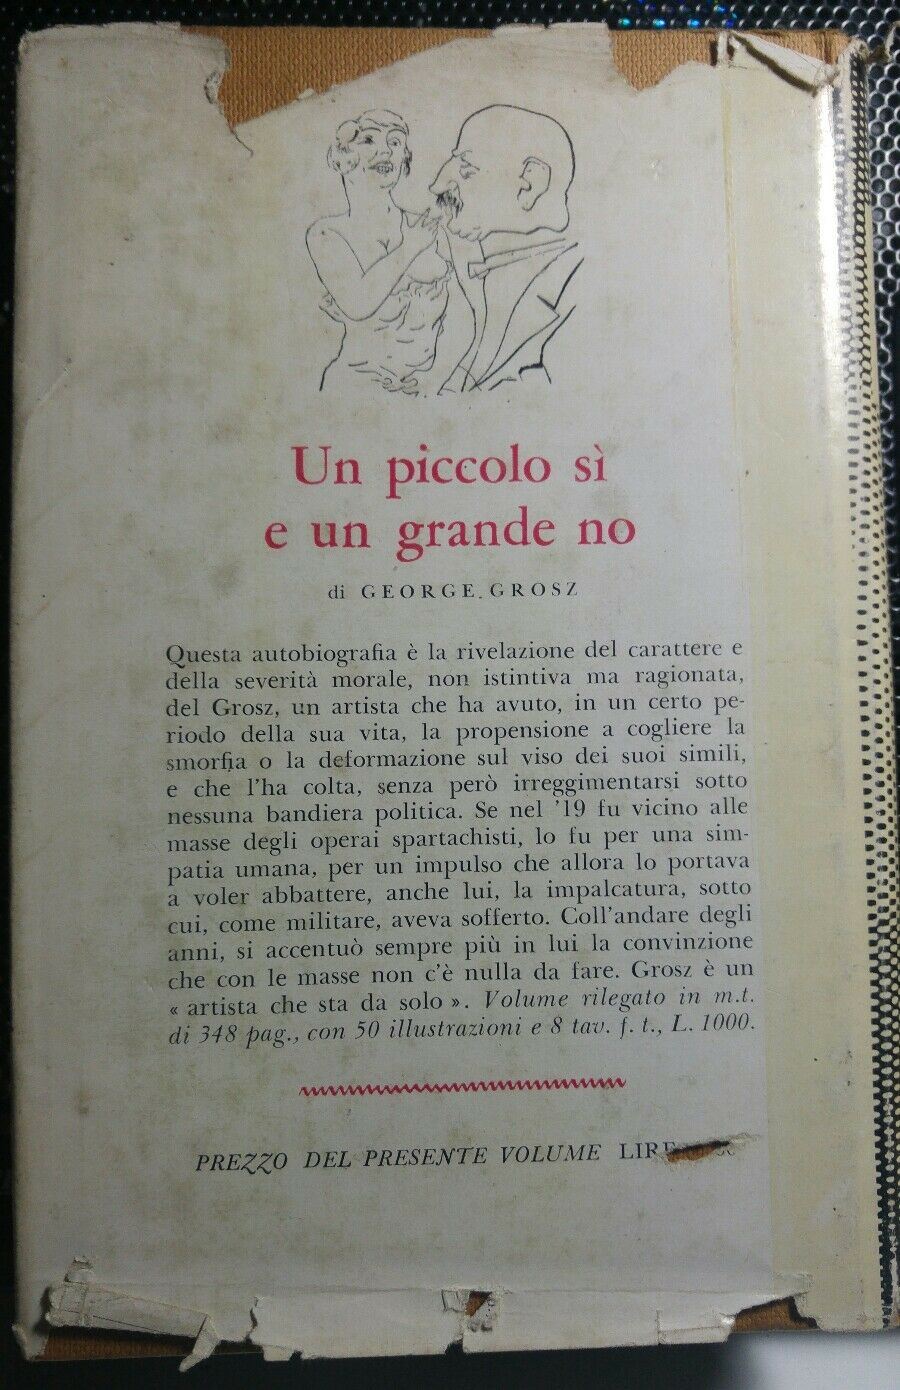 Un piccolo sì
e un grande no
di GEORGE GROSZ
Questa autobiografia è la rivelazione del carattere e
della severità morale, non istintiva ma ragionata,
del Grosz, un artista che ha avuto, in un certo pe-
riodo della sua vita, la propensione a cogliere la
smorfia o la deformazione sul viso dei suoi simili,
e che l'ha colta, senza però irreggimentarsi sotto
nessuna bandiera politica. Se nel '19 fu vicino alle
masse degli operai spartachisti, lo fu per una sim-
patia umana, per un impulso che allora lo portava
a voler abbattere, anche lui, la impalcatura, sotto
cui, come militare, aveva sofferto. Coll'andare degli
anni, si accentuò sempre più in lui la convinzione
che con le masse non c'è nulla da fare. Grosz è un
« artista che sta da solo ». Volume rilegato in m.t.
di 348 pag., con 50 illustrazioni e 8 tav. f. t., L. 1000.
PREZZO DEL PRESENTE VOLUME